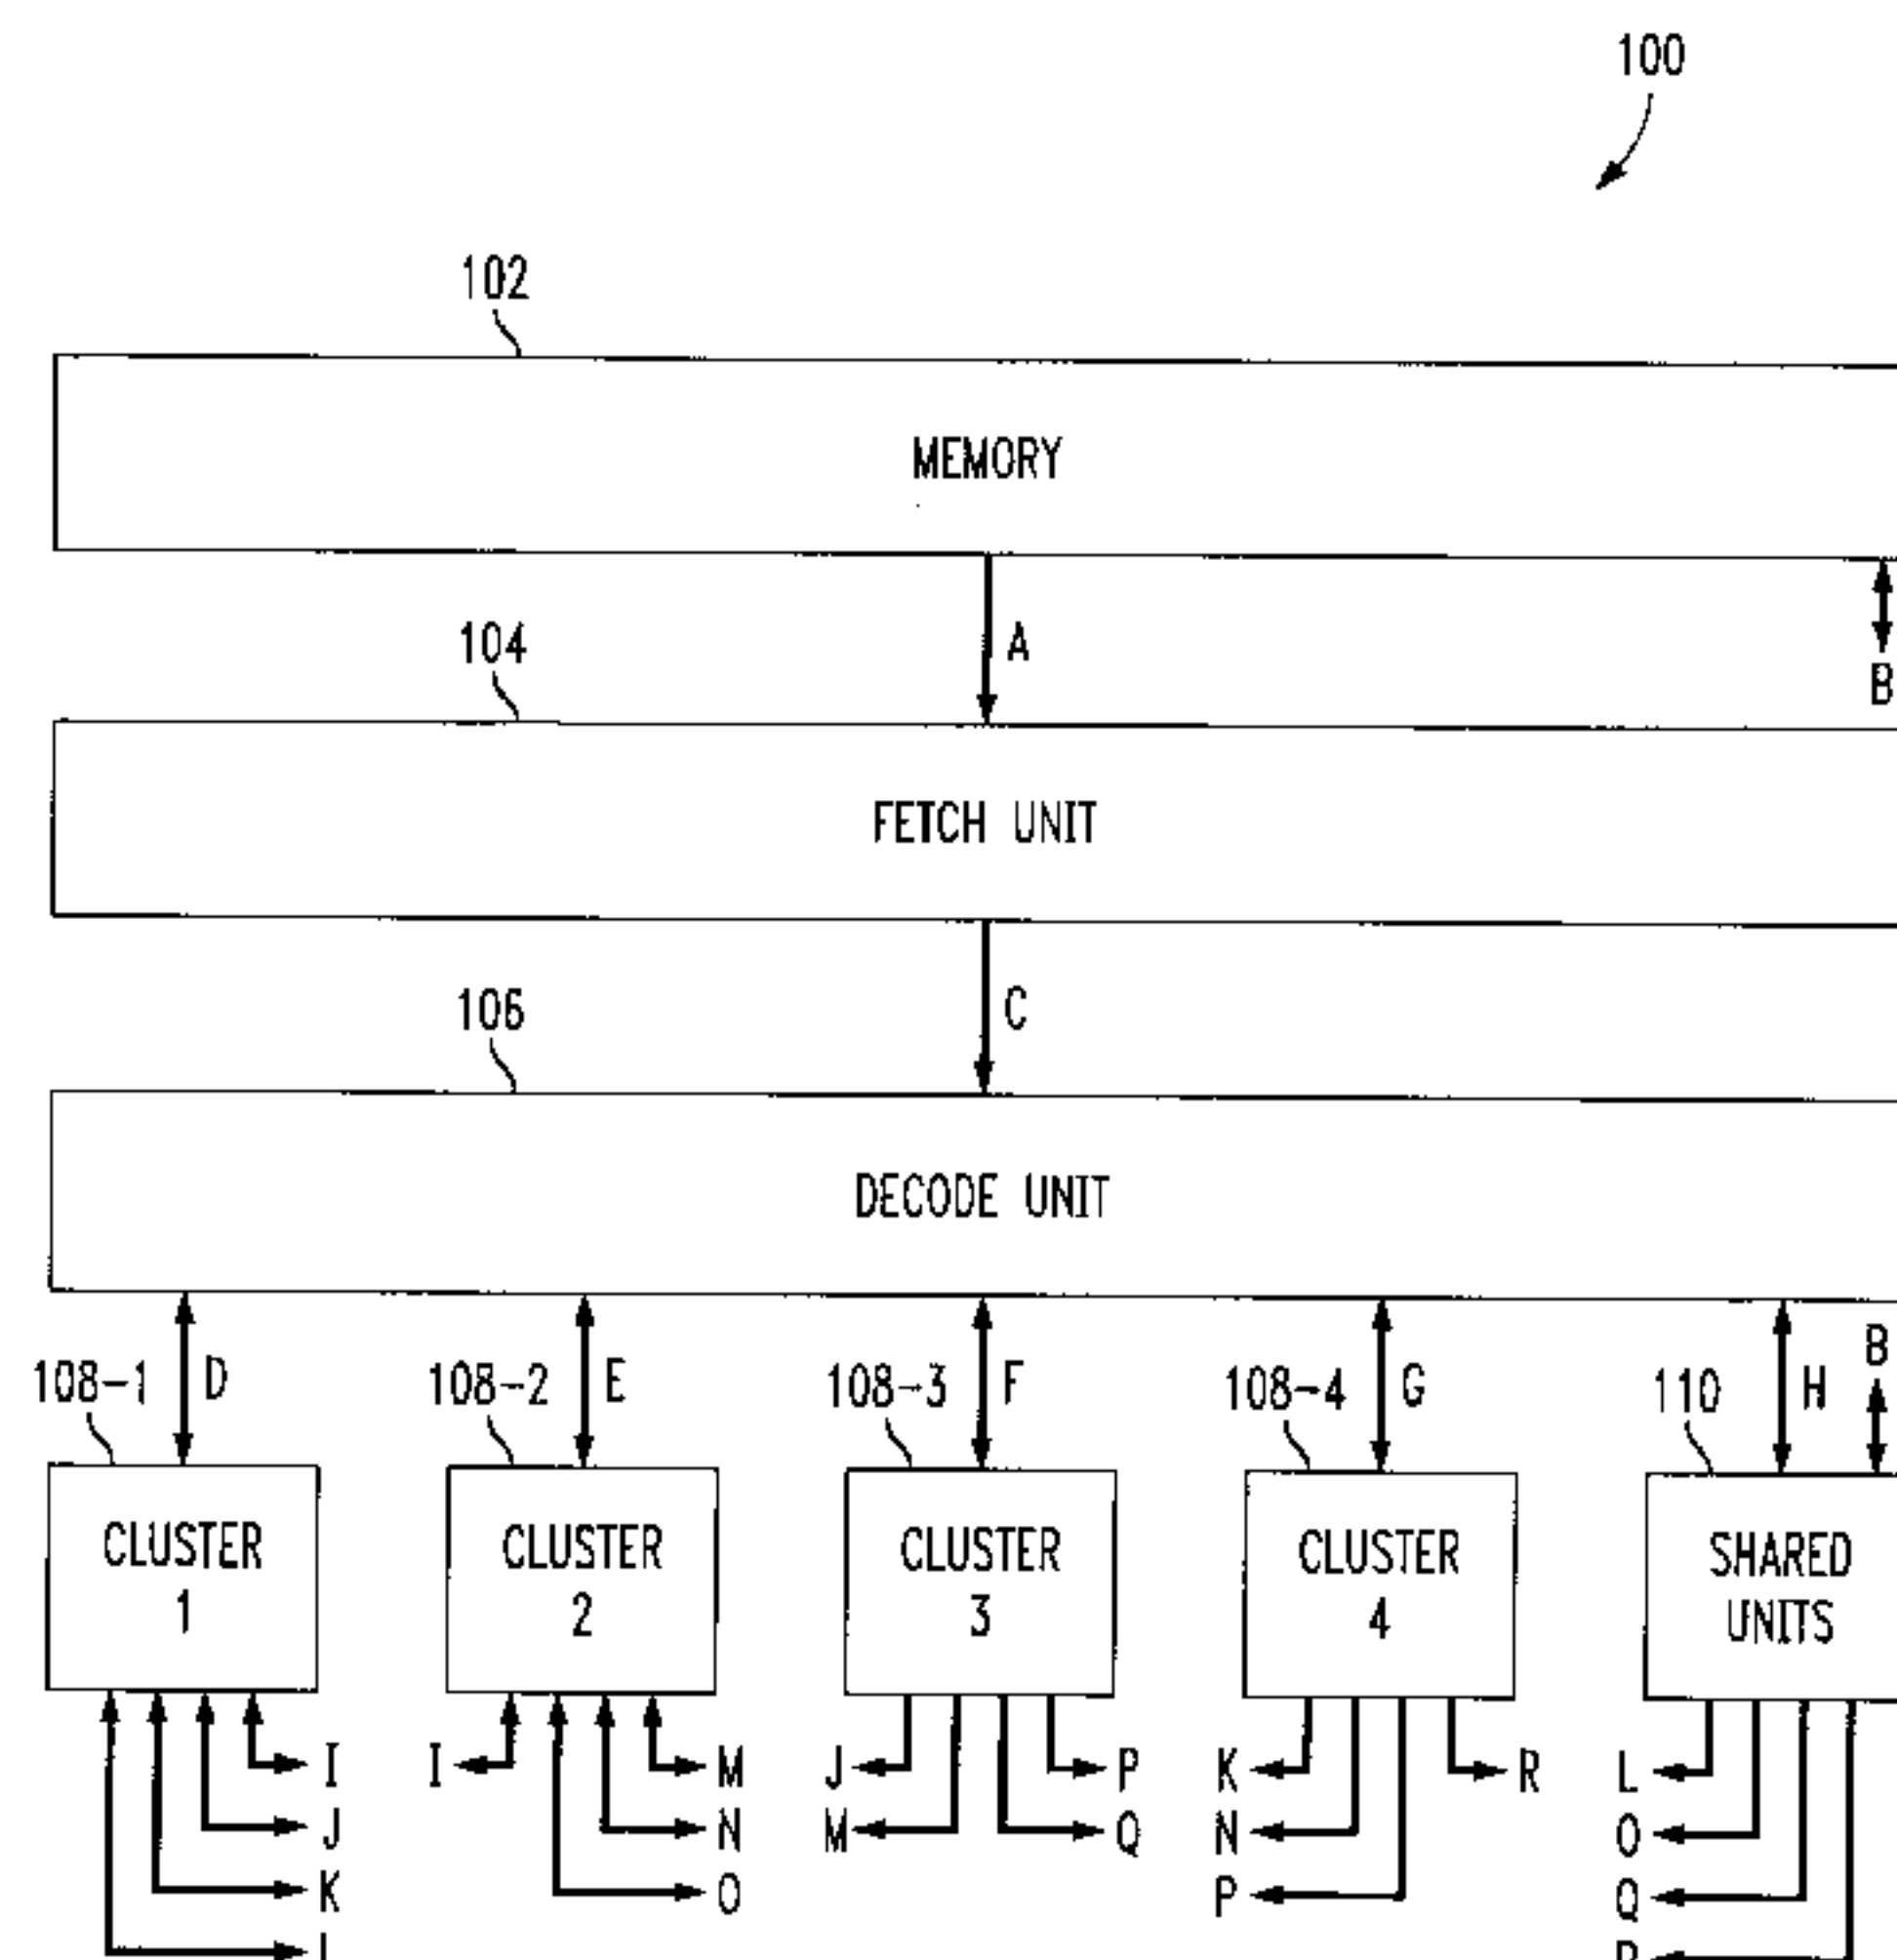 100
102
MEMORY
A
B
104
FETCH UNIT
C
106
DECODE UNIT
108-1
D
108-2
E
108-3
F
108-4
G
110
H
B
CLUSTER
1
CLUSTER
2
CLUSTER
3
CLUSTER
4
SHARED
UNITS
I
J
K
I
M
N
O
J
M
P
Q
K
N
P
R
L
O
Q